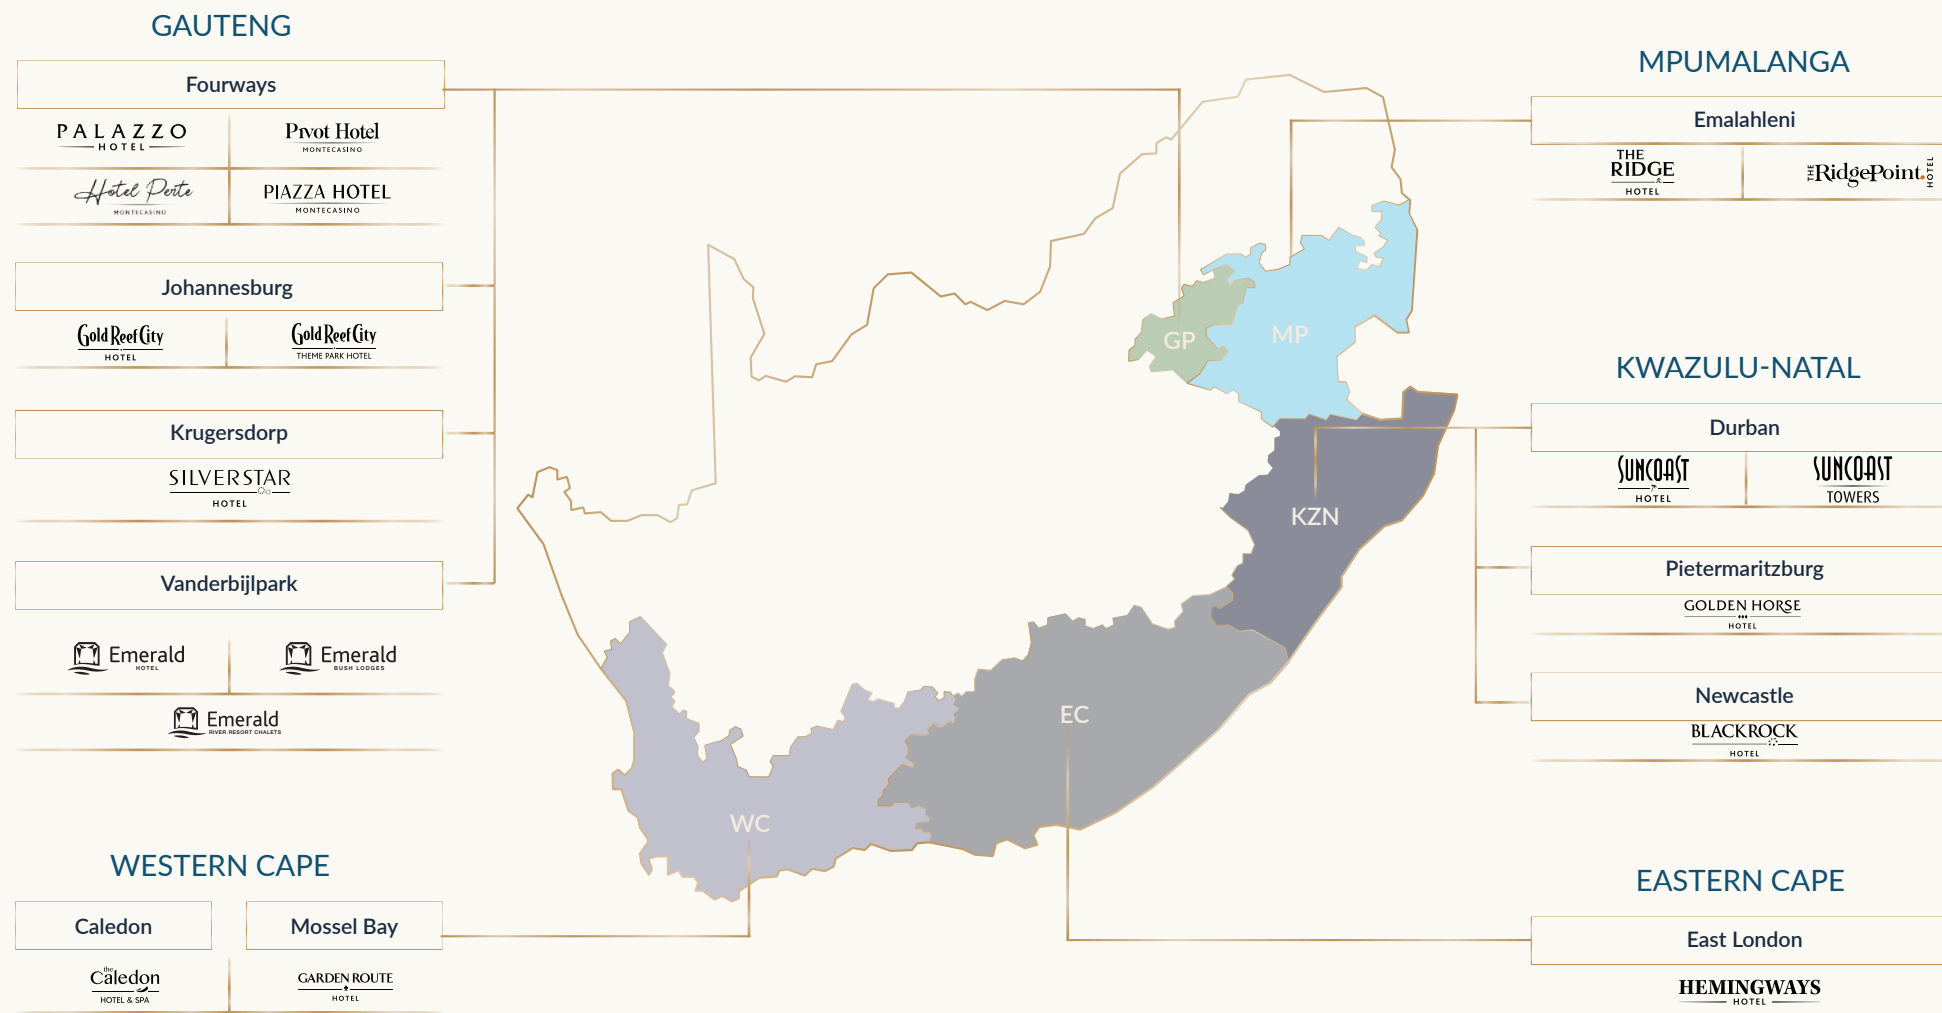 GAUTENG
Fourways
PALAZZO
HOTEL
Pivot Hotel
MONTECASINO
Hotel Perte
MONTECASINO
PIAZZA HOTEL
MONTECASINO
Johannesburg
Gold Reef City
HOTEL
Gold Reef City
THEME PARK HOTEL
Krugersdorp
SILVERSTAR
HOTEL
Vanderbijlpark
Emerald
HOTEL
Emerald
BUSH LODGES
Emerald
RIVER RESORT CHALETS
WESTERN CAPE
Caledon
the
Caledon
HOTEL & SPA
Mossel Bay
GARDEN ROUTE
HOTEL
GP
MP
KZN
EC
WC
MPUMALANGA
Emalahleni
THE
RIDGE
HOTEL
THE RidgePoint. HOTEL
KWAZULU-NATAL
Durban
SUNCOAST
HOTEL
SUNCOAST
TOWERS
Pietermaritzburg
GOLDEN HORSE
HOTEL
Newcastle
BLACKROCK
HOTEL
EASTERN CAPE
East London
HEMINGWAYS
HOTEL